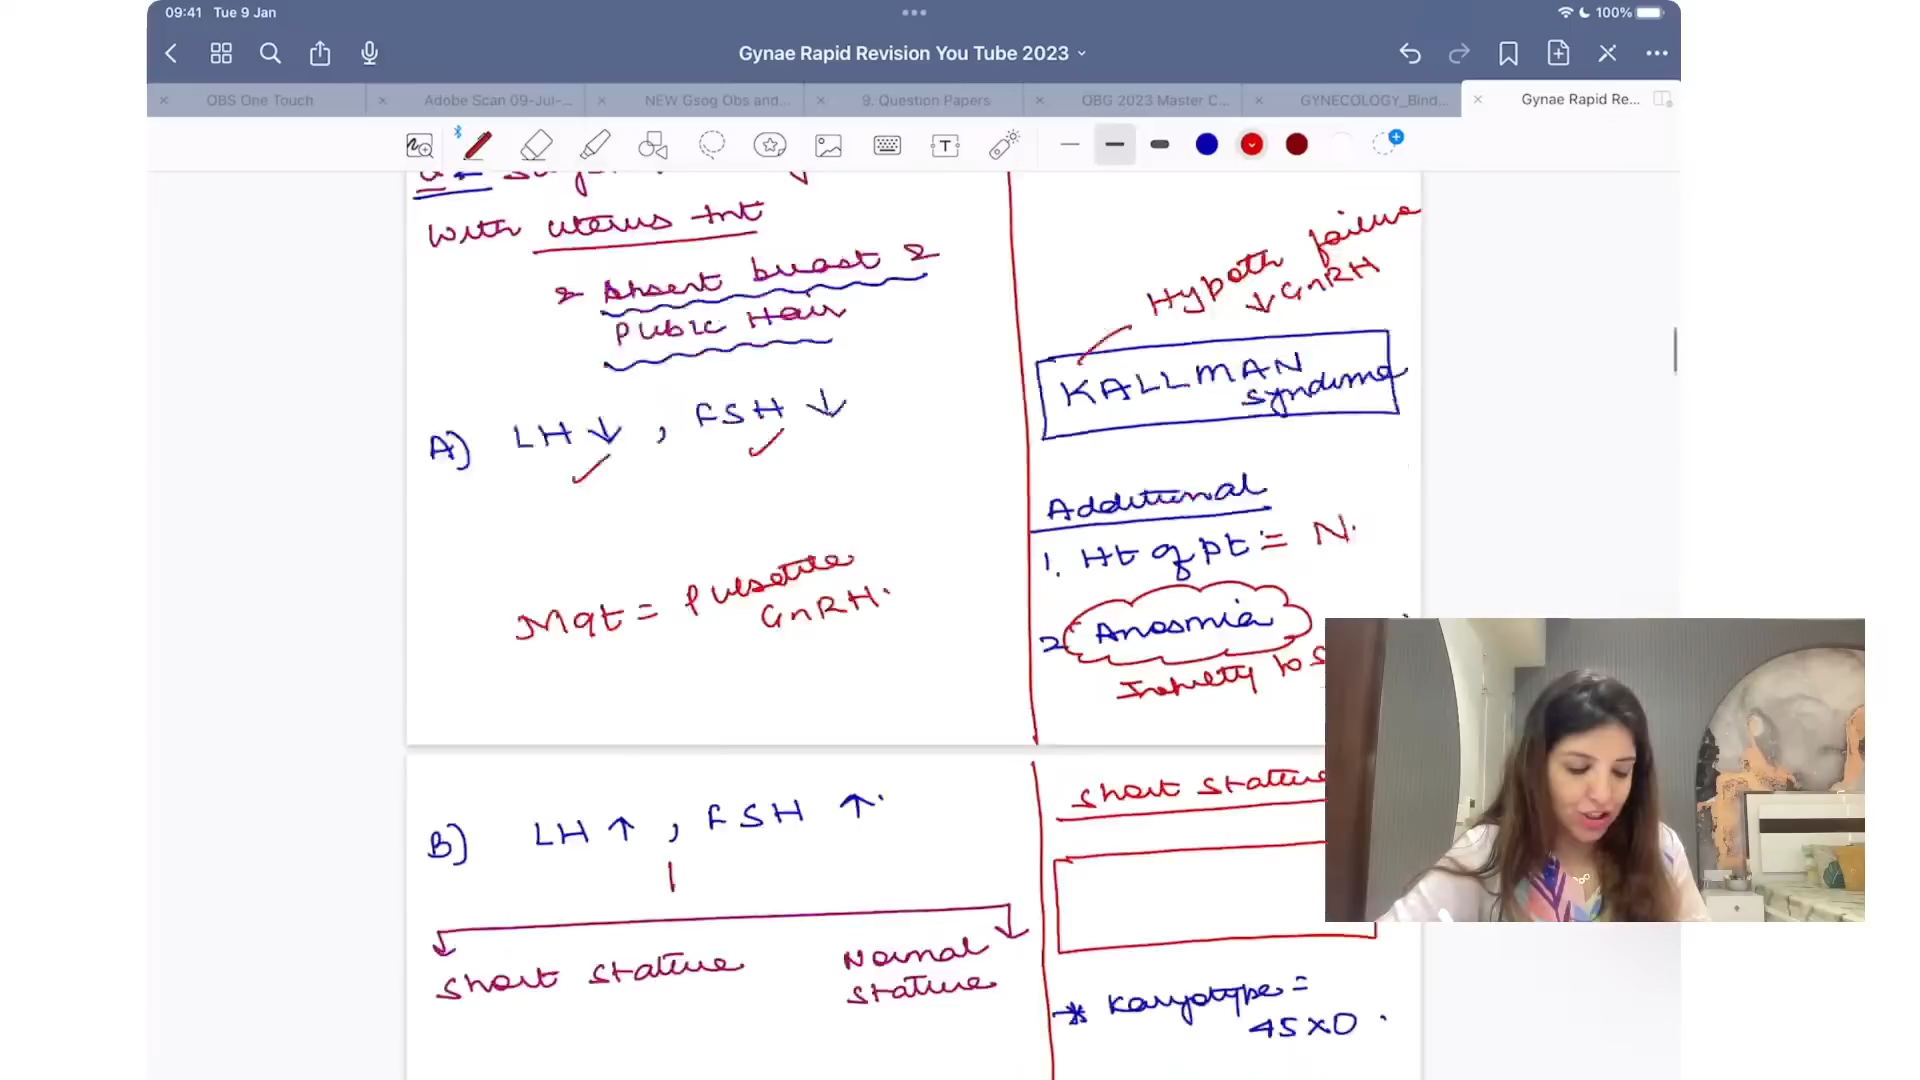 09:41 Tue 9 Jan
100%
Gynae Rapid Revision You Tube 2023
OBS One Touch
Adobe Scan 09-Jul-...
NEW Gsog Obs and...
9. Question Papers
OBG 2023 Master C...
GYNECOLOGY_Bind...
Gynae Rapid Re...
T
With uterus +nt
& Absent breast &
Pubic Hair
A) LH ↓ , FSH ↓
Mgt = Pulsatile
GnRH.
Hypoth failure
↓ GnRH
KALLMAN
syndrome
Additional
1. Ht of pt = N.
2 Anosmia
to S
B) LH ↑ , FSH ↑.
Short stature
Normal
stature
Short stature
* Karyotype =
45 X O.